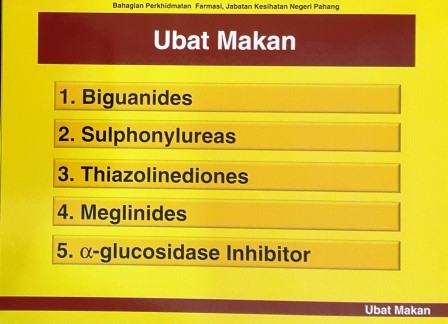 Bahagian Perkhidmatan Farmasi, Jabatan Kesihatan Negeri Pahang
Ubat Makan
1. Biguanides
2. Sulphonylureas
3. Thiazolinediones
4. Meglinides
5. α-glucosidase Inhibitor
Ubat Makan